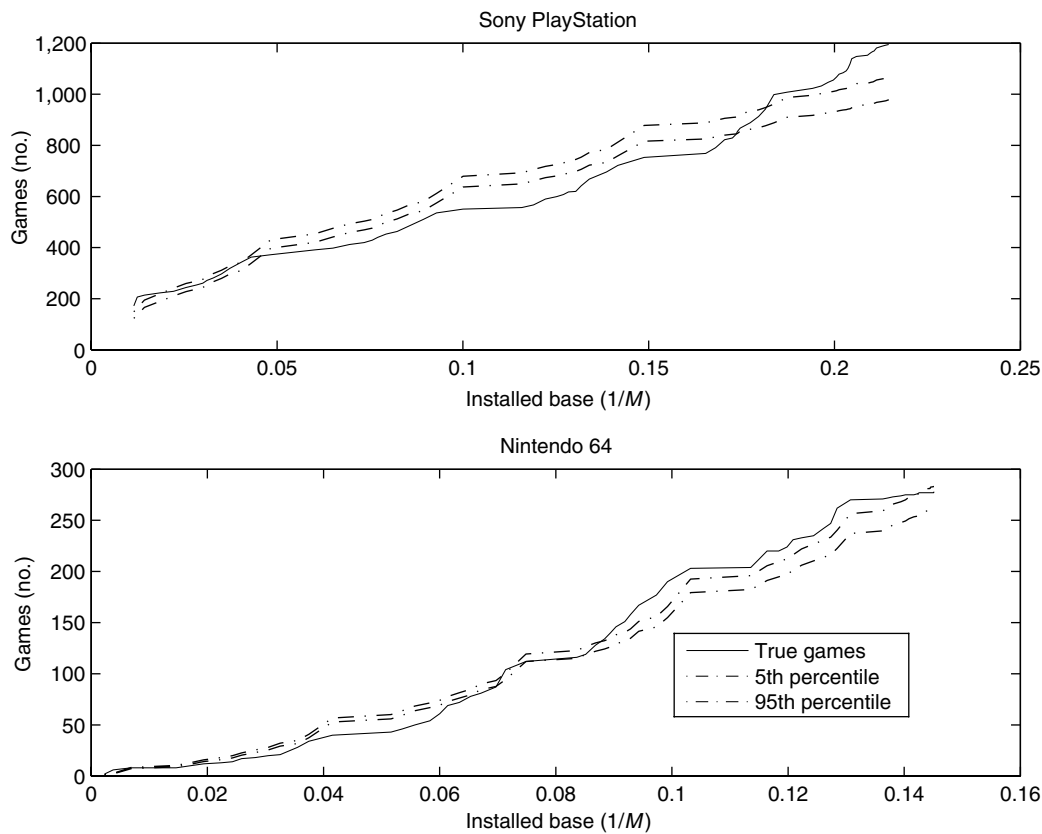 Sony PlayStation
1,200
1,000
800
600
400
200
0
Games (no.)
0 0.05 0.1 0.15 0.2 0.25
Installed base (1/M)
Nintendo 64
300
250
200
150
100
50
0
Games (no.)
True games
5th percentile
95th percentile
0 0.02 0.04 0.06 0.08 0.1 0.12 0.14 0.16
Installed base (1/M)